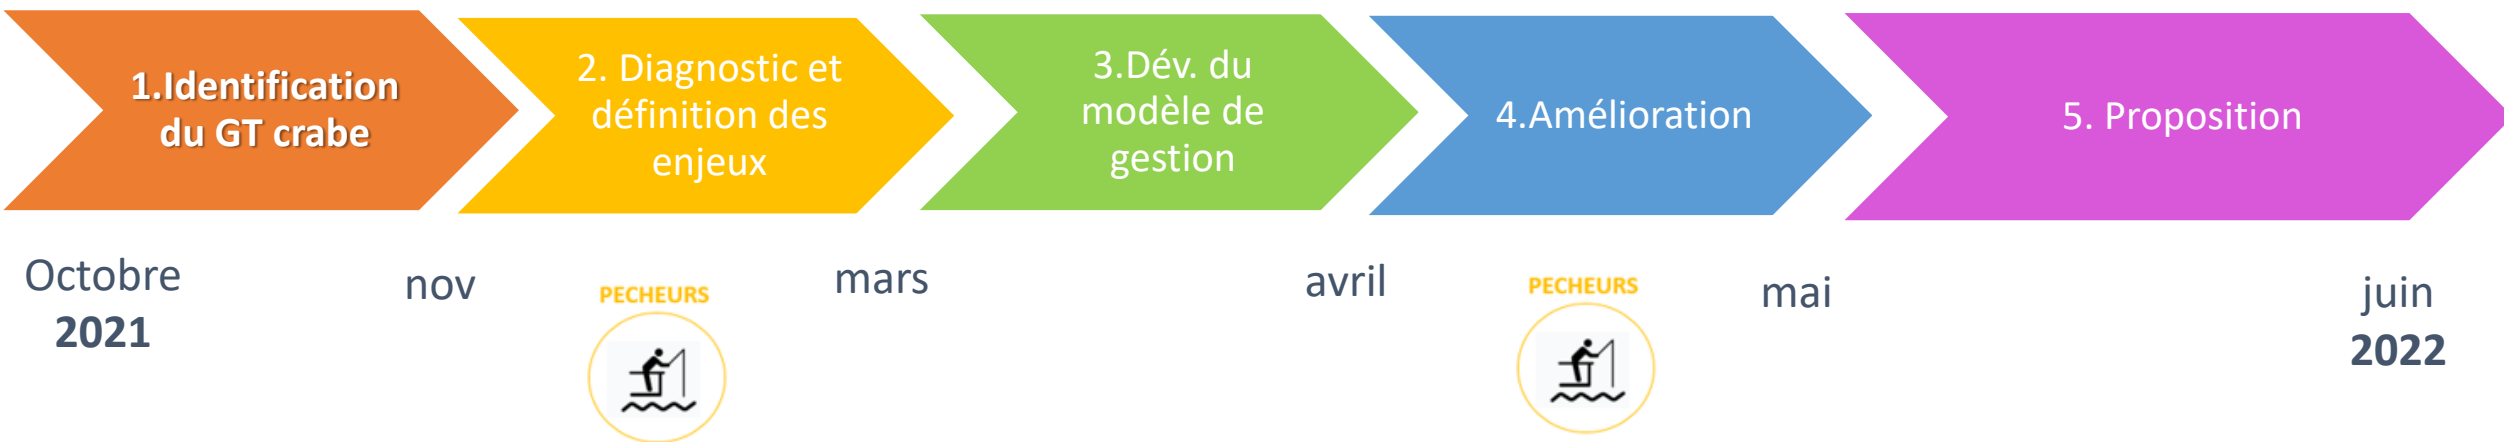 1.Identification
du GT crabe
2. Diagnostic et
définition des
enjeux
3.Dév. du
modèle de
gestion
4.Amélioration
5. Proposition
Octobre
2021
nov
PECHEURS
mars
avril
PECHEURS
mai
juin
2022